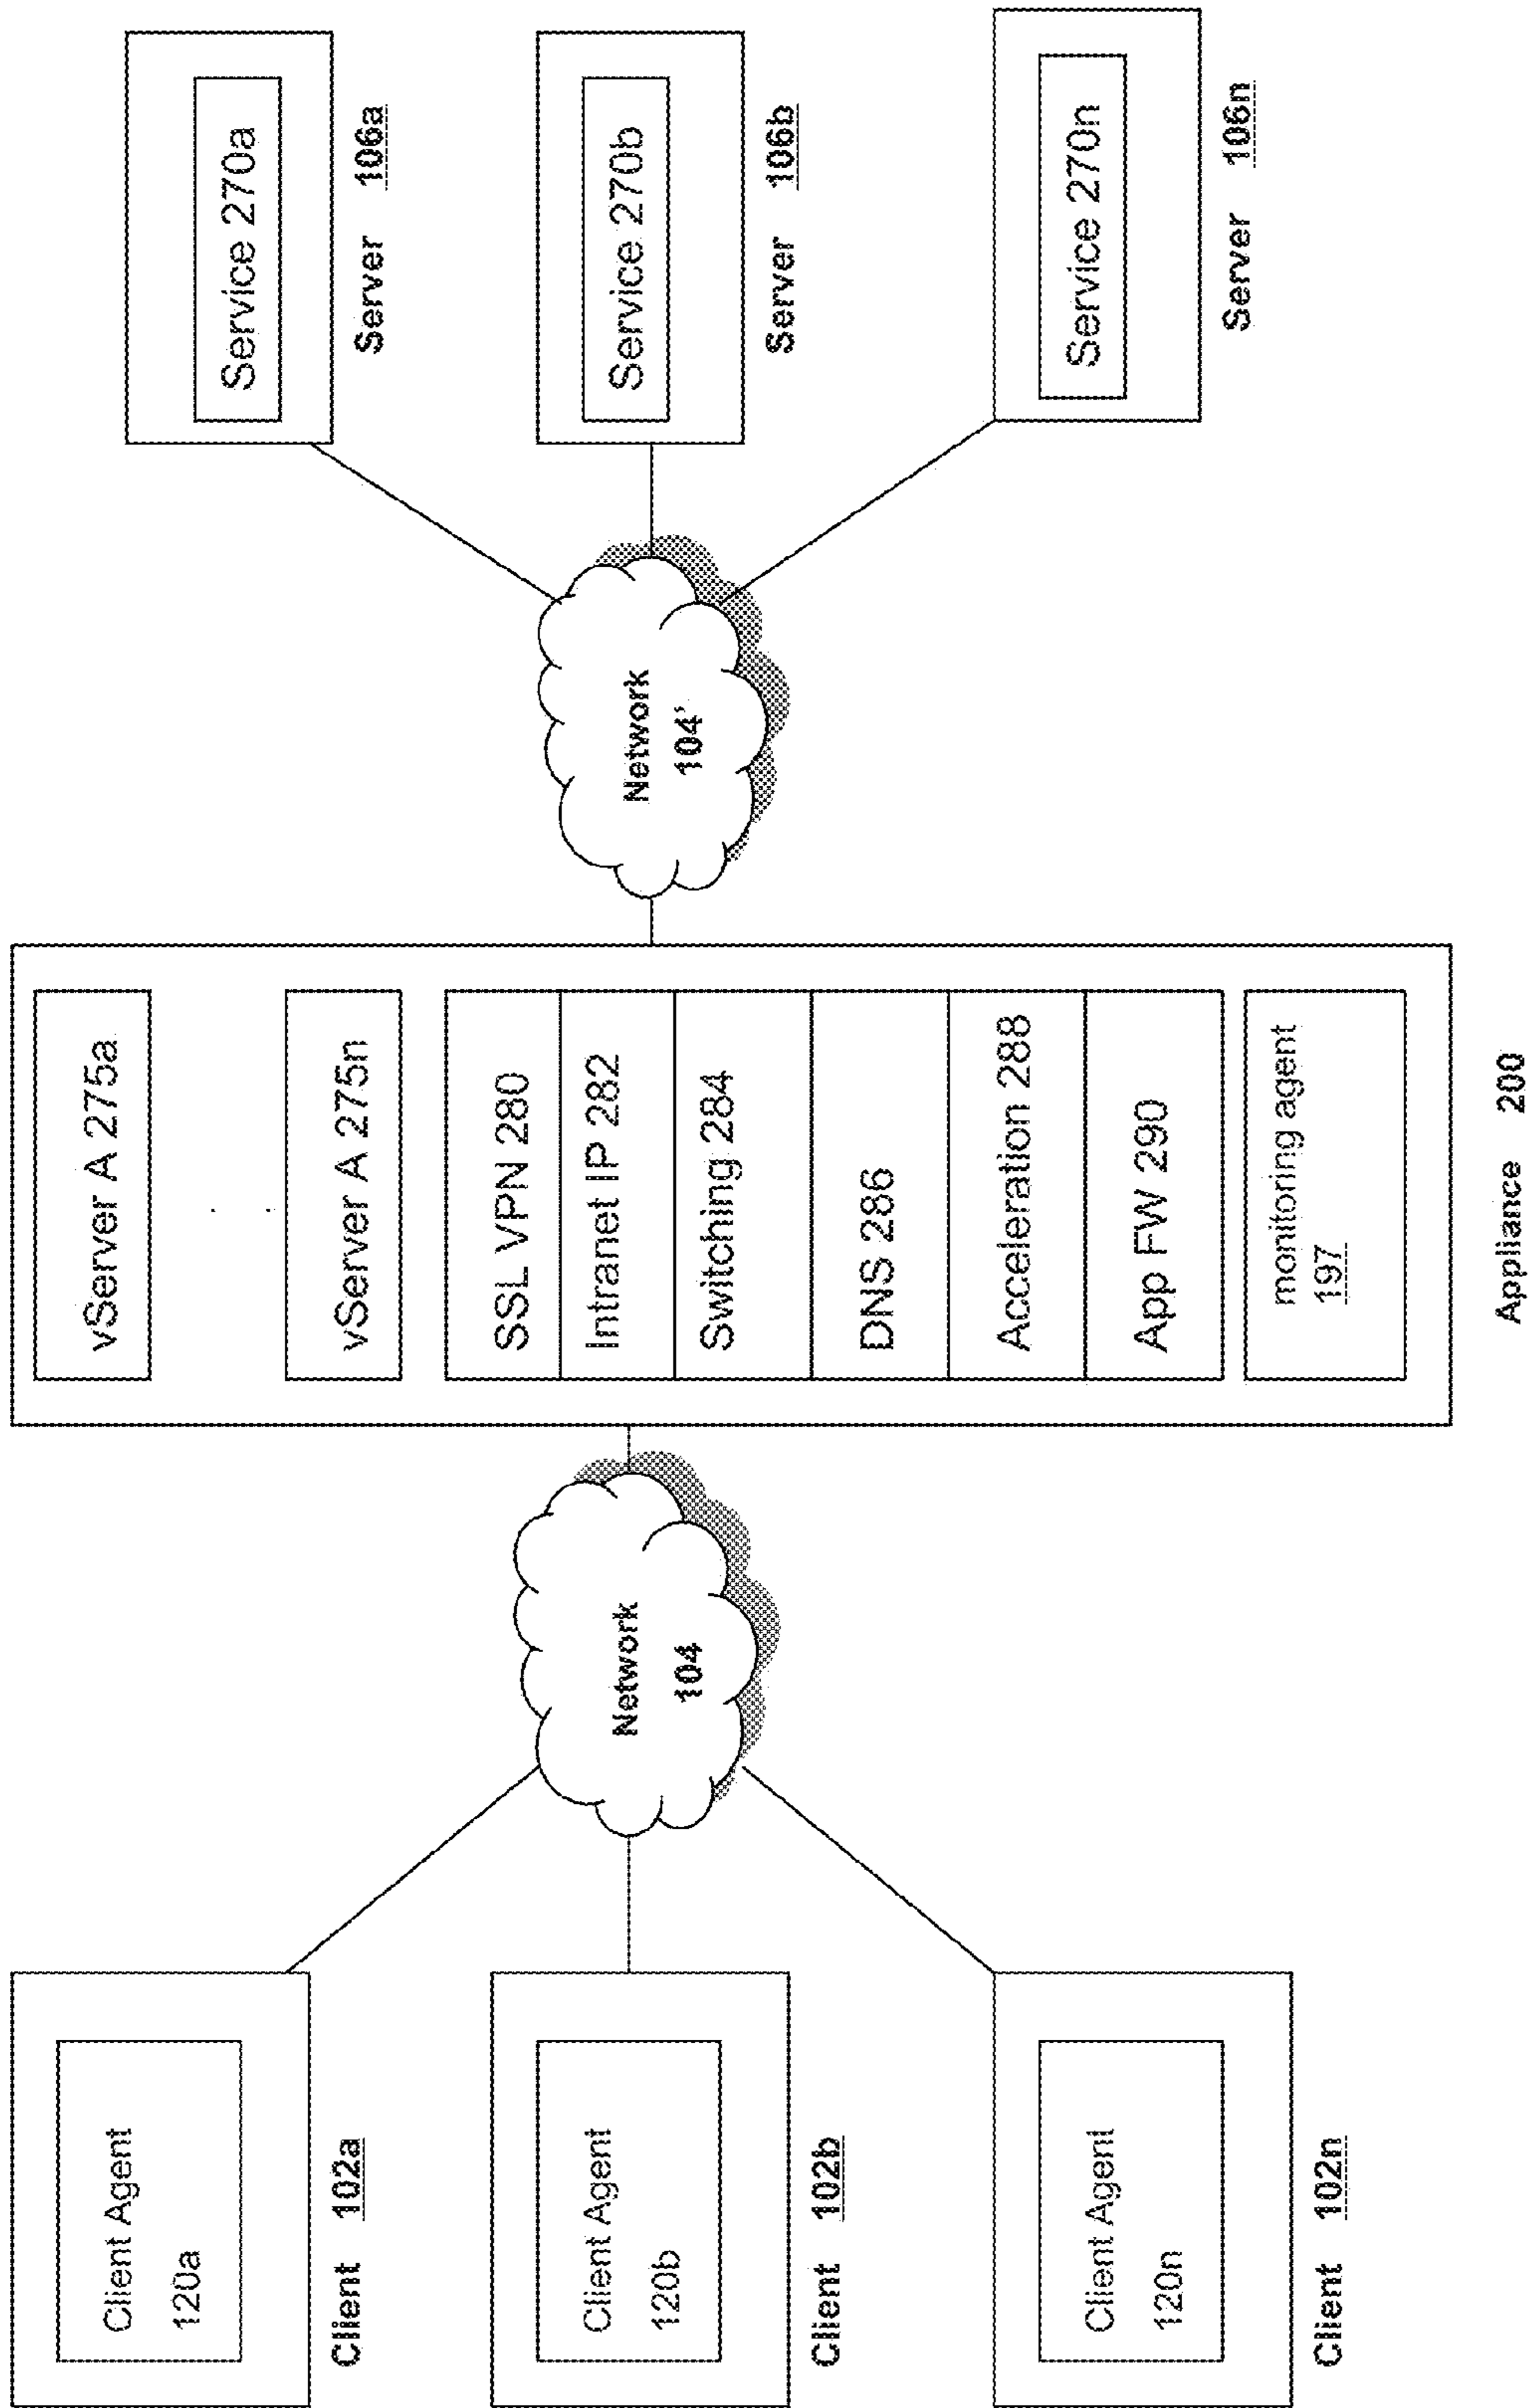 Client Agent
120a
Client 102a
Client Agent
120b
Client 102b
Client Agent
120n
Client 102n
Network
104
vServer A 275a
vServer A 275n
SSL VPN 280
Intranet IP 282
Switching 284
DNS 286
Acceleration 288
App FW 290
monitoring agent
197
Appliance 200
Network
104'
Service 270a
Server 106a
Service 270b
Server 106b
Service 270n
Server 106n